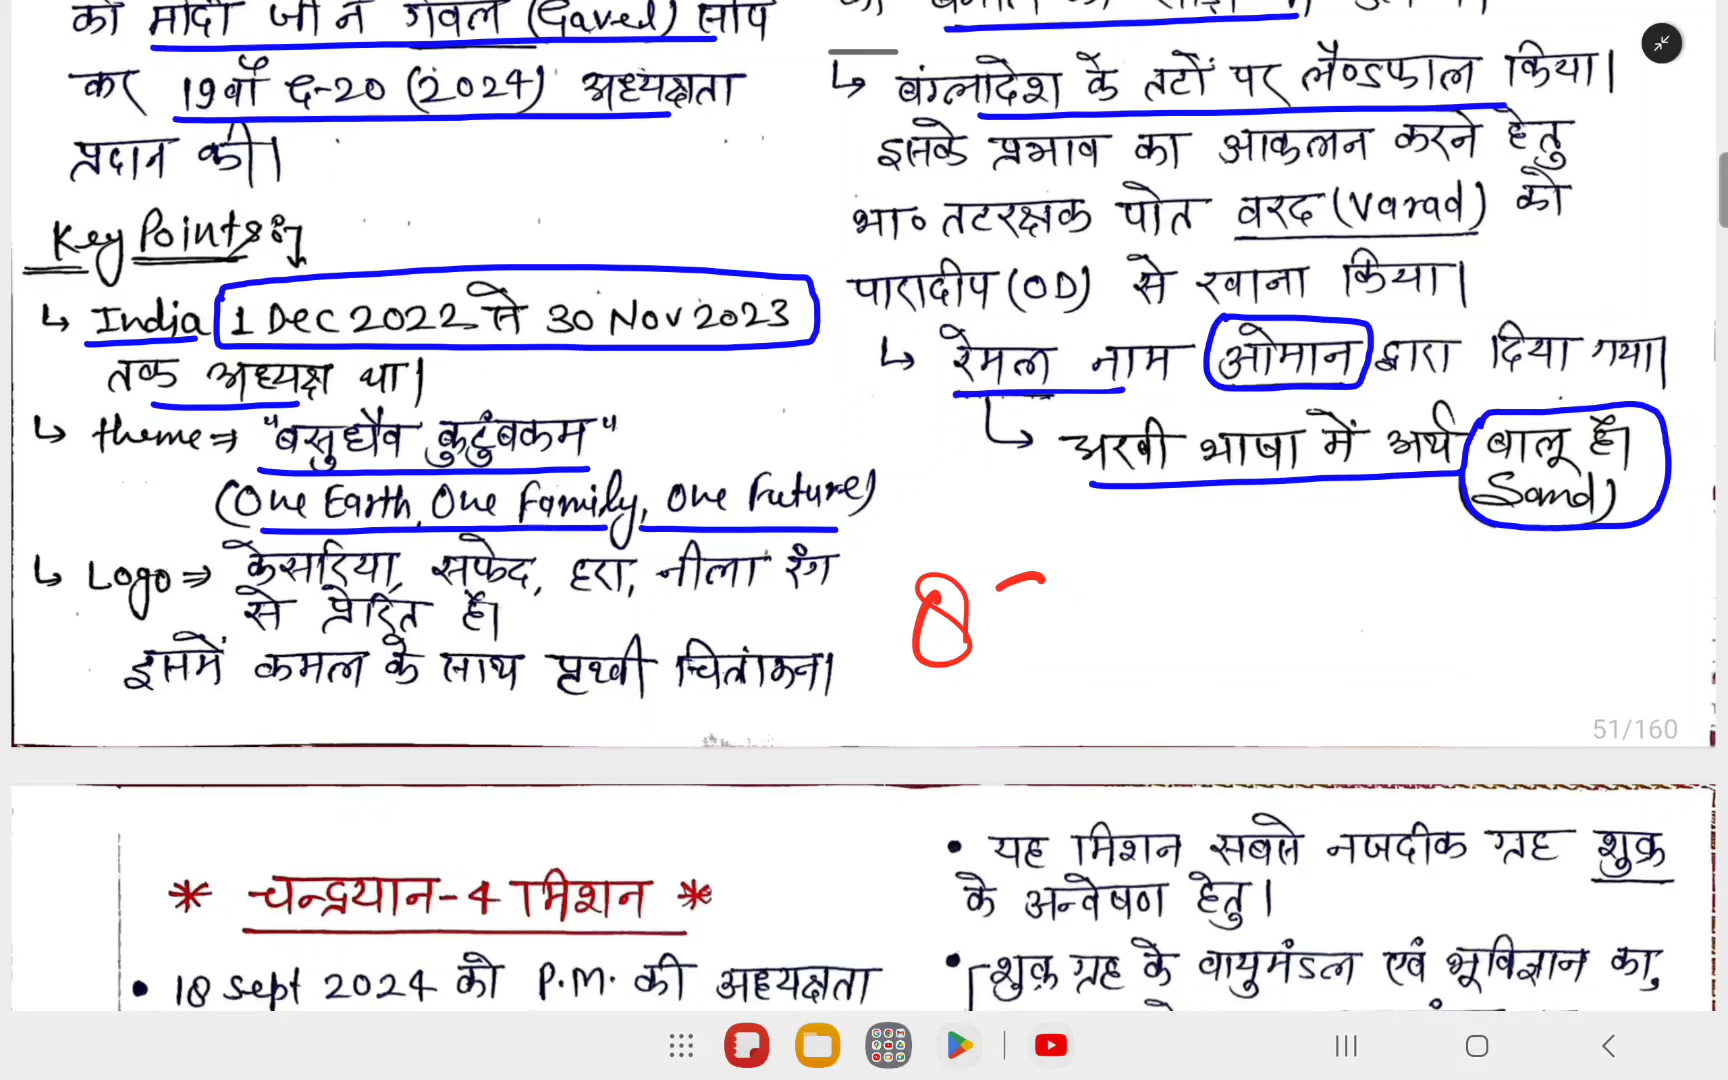 को मोदी जी ने गेवल (Gavel) सौंप
कर 19वीं G-20 (2024) अध्यक्षता
प्रदान की।
Key Points:-
↳ India 1 Dec 2022 से 30 Nov 2023
तक अध्यक्ष था।
↳ theme ⇒ "बसुधैव कुटुंबकम"
(One Earth, One Family, One Future)
↳ Logo ⇒ केसरिया, सफेद, हरा, नीला रंग
से प्रेरित है।
इसमें कमल के साथ पृथ्वी चित्रांकन।
↳ बंग्लादेश के तटों पर लैण्डफाल किया।
इसके प्रभाव का आकलन करने हेतु
भा० तटरक्षक पोत वरद (Varad) को
पारादीप (OD) से रवाना किया।
↳ रेमल नाम ओमान द्वारा दिया गया।
↳ अरबी भाषा में अर्थ बालू है।
(Sand)
8
51/160
* चन्द्रयान-4 मिशन *
• 18 Sept 2024 को P.M. की अध्यक्षता
• यह मिशन सबसे नजदीक ग्रह शुक्र
के अन्वेषण हेतु।
• शुक्र ग्रह के वायुमंडल एवं भूविज्ञान का